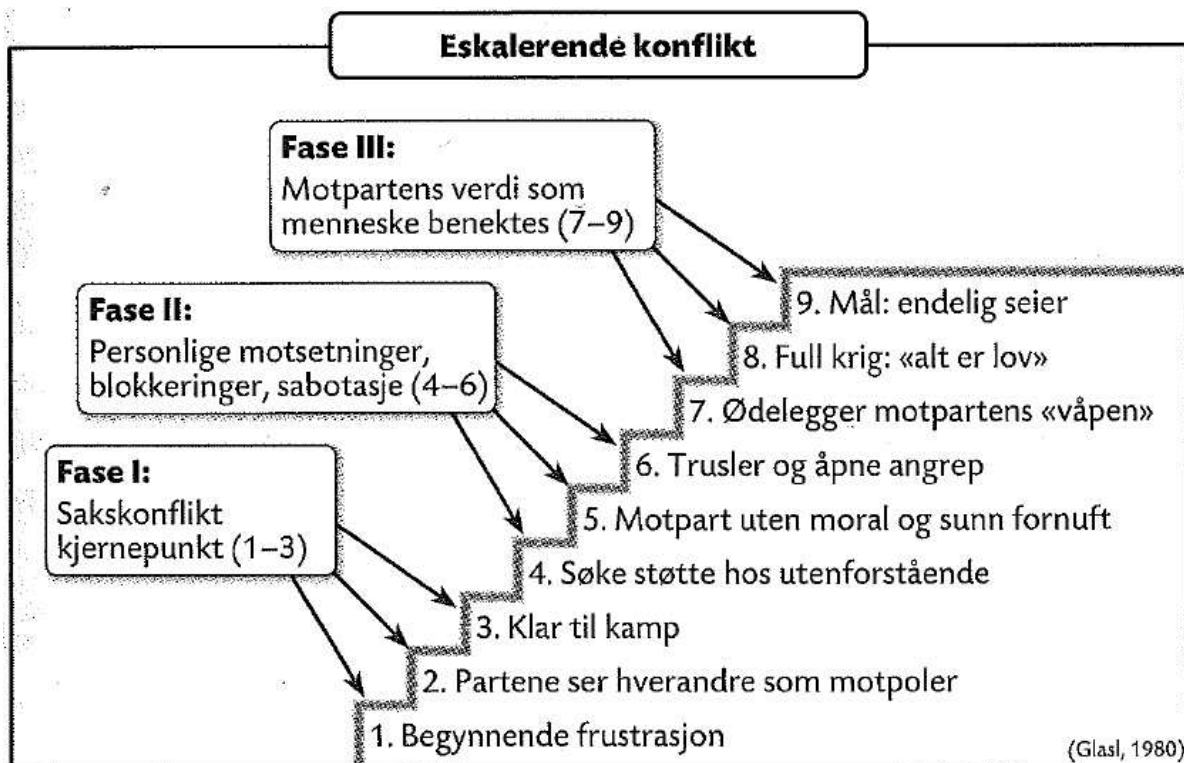 Eskalerende konflikt
Fase III:
Motpartens verdi som
menneske benektes (7–9)
Fase II:
Personlige motsetninger,
blokkeringer, sabotasje (4–6)
Fase I:
Sakskonflikt
kjernepunkt (1–3)
9. Mål: endelig seier
8. Full krig: «alt er lov»
7. Ødelegger motpartens «våpen»
6. Trusler og åpne angrep
5. Motpart uten moral og sunn fornuft
4. Søke støtte hos utenforstående
3. Klar til kamp
2. Partene ser hverandre som motpoler
1. Begynnende frustrasjon
(Glasl, 1980)